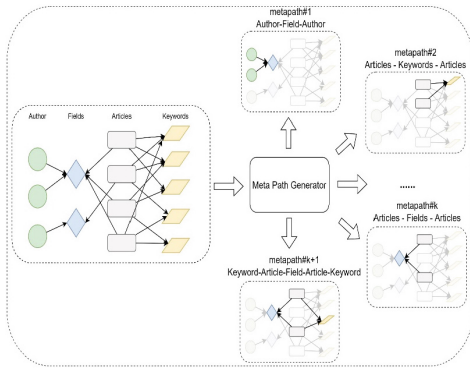 metapath#1
Author-Field-Author
metapath#2
Articles - Keywords - Articles
Author Fields Articles Keywords
Meta Path Generator
......
metapath#k
Articles - Fields - Articles
metapath#k+1
Keyword-Article-Field-Article-Keyword